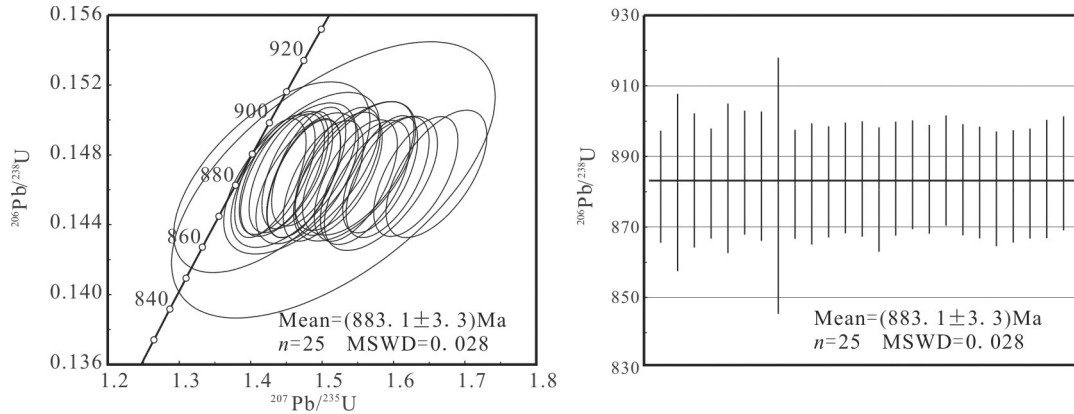 0.156
0.152
0.148
0.144
0.140
0.136
²⁰⁶Pb/²³⁸U
920
900
880
860
840
Mean=(883. 1±3. 3)Ma
n=25 MSWD=0. 028
1.2 1.3 1.4 1.5 1.6 1.7 1.8
²⁰⁷Pb/²³⁵U
930
910
890
870
850
830
²⁰⁶Pb/²³⁸U
Mean=(883. 1±3. 3)Ma
n=25 MSWD=0. 028